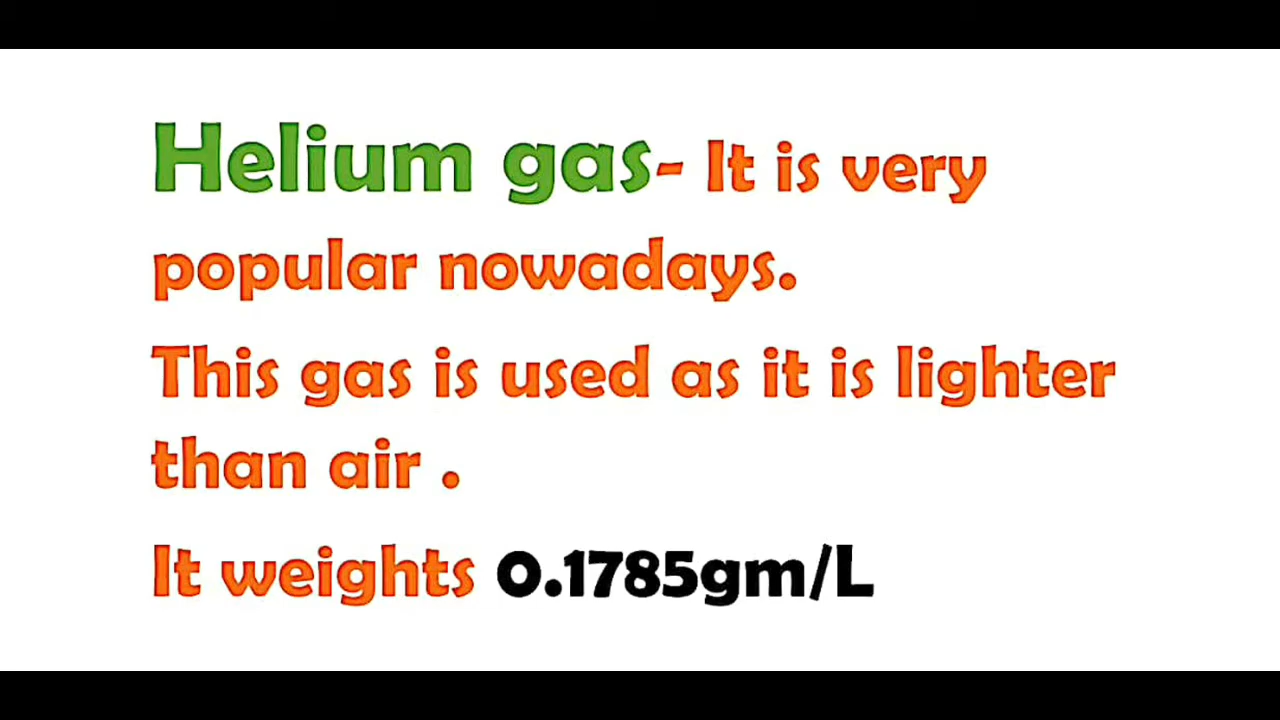 Helium gas- It is very
popular nowadays.
This gas is used as it is lighter
than air .
It weights 0.1785gm/L